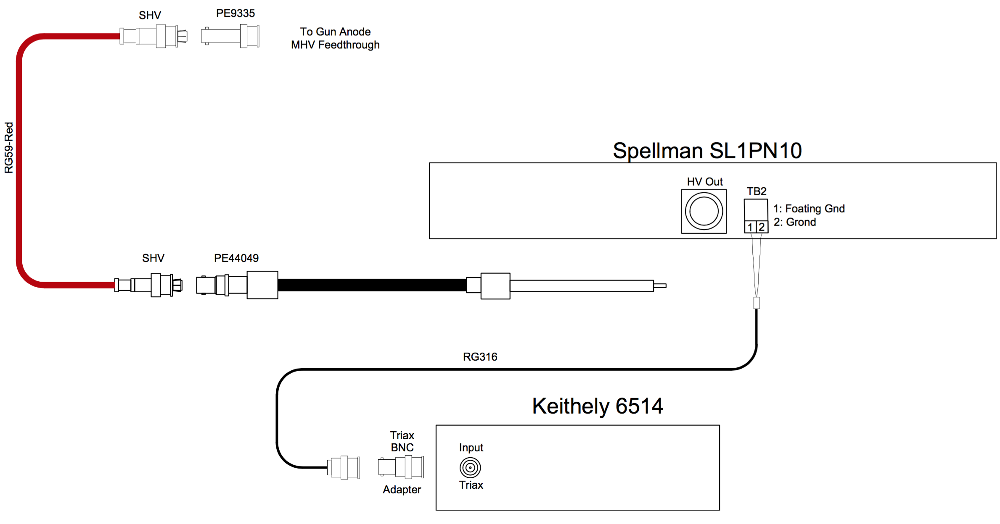 SHV
PE9335
To Gun Anode
MHV Feedthrough
RG59-Red
Spellman SL1PN10
HV Out
TB2
1: Foating Gnd
2: Grond
1 2
SHV
PE44049
RG316
Keithely 6514
Triax
BNC
Adapter
Input
Triax